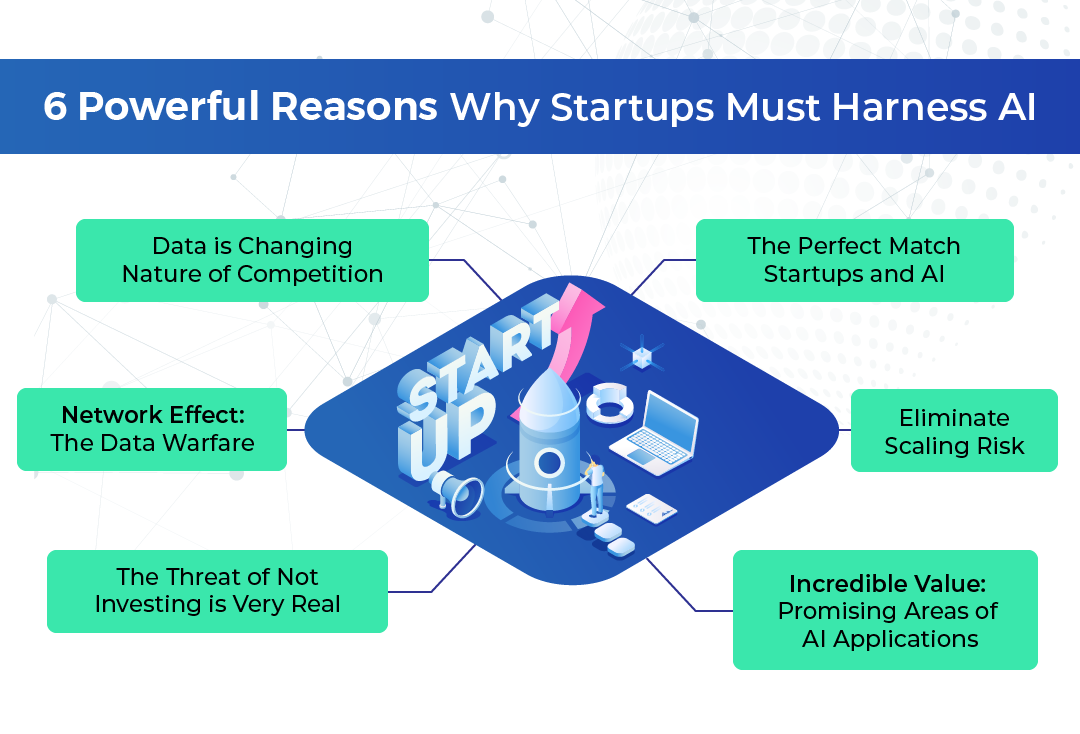 6 Powerful Reasons Why Startups Must Harness AI
Data is Changing
Nature of Competition
The Perfect Match
Startups and AI
START
UP
Network Effect:
The Data Warfare
Eliminate
Scaling Risk
The Threat of Not
Investing is Very Real
Incredible Value:
Promising Areas of
AI Applications